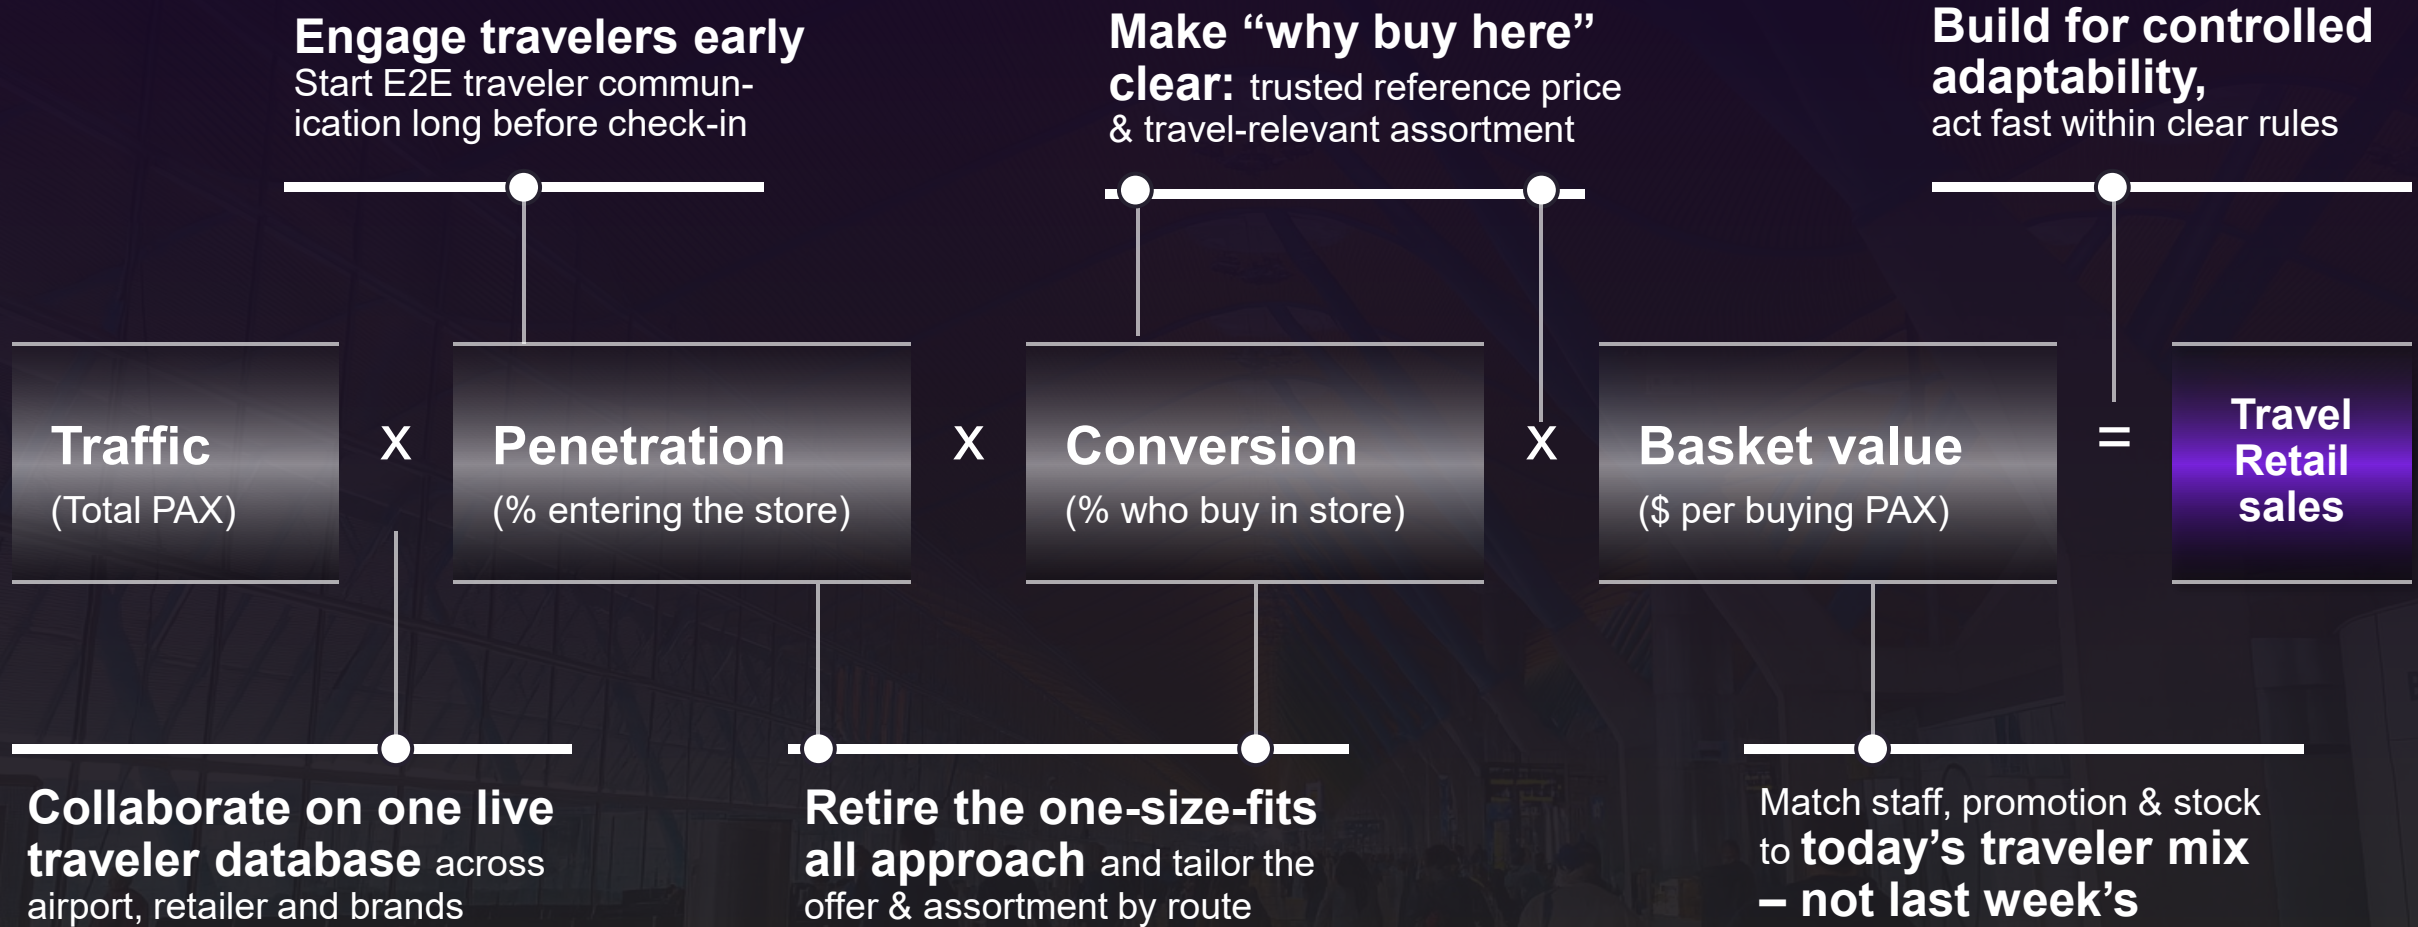 Engage travelers early
Start E2E traveler commun-
ication long before check-in
Make “why buy here”
clear: trusted reference price
& travel-relevant assortment
Build for controlled
adaptability,
act fast within clear rules
Traffic
(Total PAX)
x
Penetration
(% entering the store)
x
Conversion
(% who buy in store)
x
Basket value
($ per buying PAX)
=
Travel
Retail
sales
Collaborate on one live
traveler database across
airport, retailer and brands
Retire the one-size-fits
all approach and tailor the
offer & assortment by route
Match staff, promotion & stock
to today’s traveler mix
– not last week’s